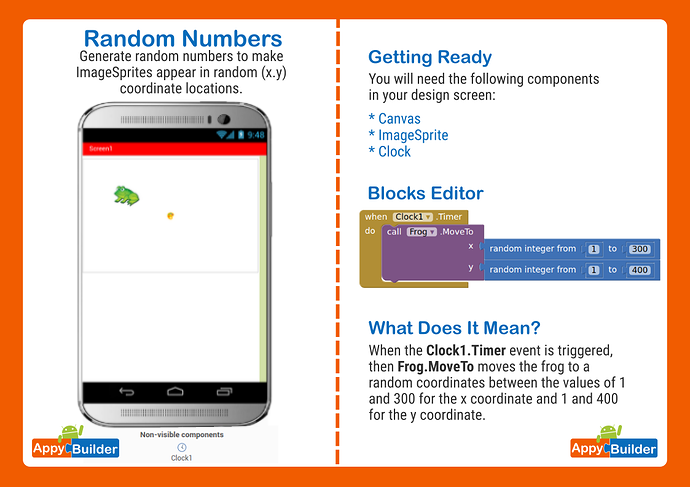 Random Numbers
Generate random numbers to make
ImageSprites appear in random (x.y)
coordinate locations.
9:48
Screen1
Non-visible components
Clock1
Appy Builder
Getting Ready
You will need the following components
in your design screen:
* Canvas
* ImageSprite
* Clock
Blocks Editor
when Clock1 .Timer
do call Frog .MoveTo
x random integer from 1 to 300
y random integer from 1 to 400
What Does It Mean?
When the Clock1.Timer event is triggered,
then Frog.MoveTo moves the frog to a
random coordinates between the values of 1
and 300 for the x coordinate and 1 and 400
for the y coordinate.
Appy Builder